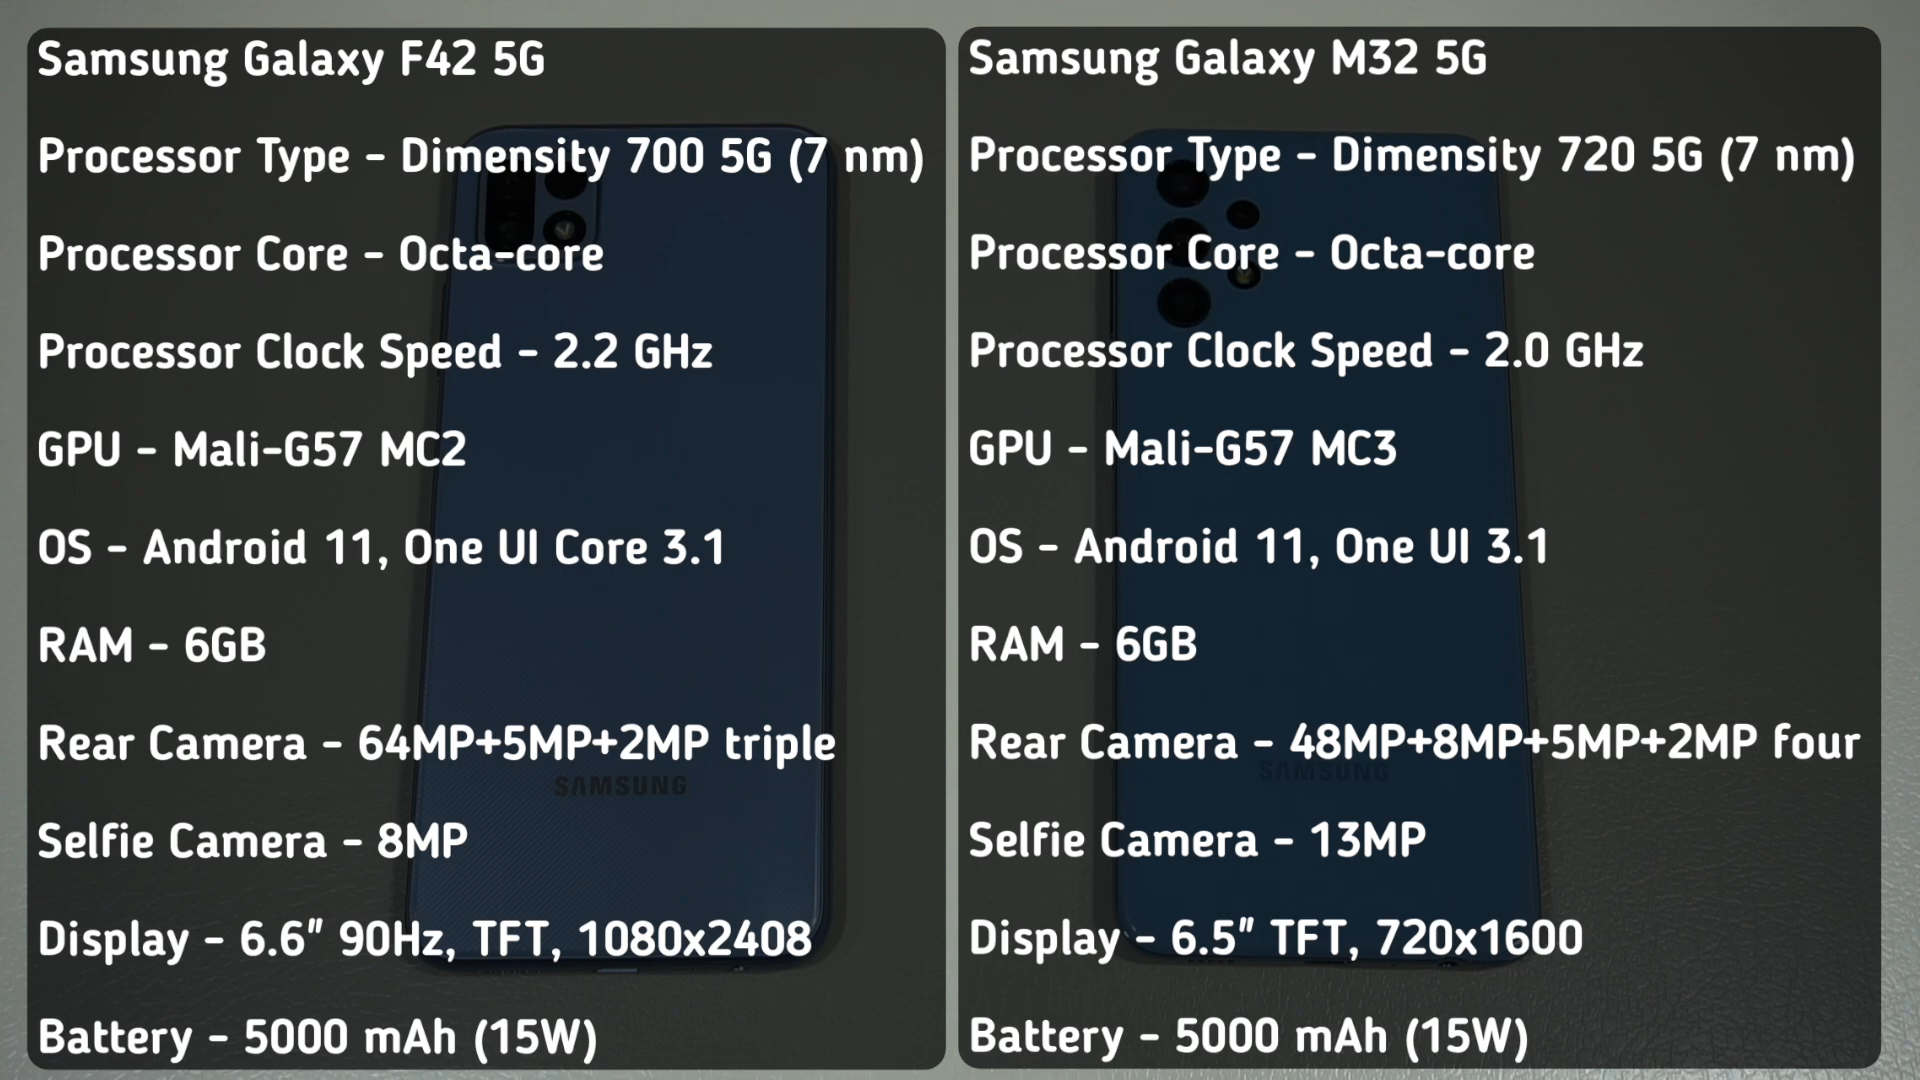 Samsung Galaxy F42 5G
Processor Type - Dimensity 700 5G (7 nm)
Processor Core - Octa-core
Processor Clock Speed - 2.2 GHz
GPU - Mali-G57 MC2
OS - Android 11, One UI Core 3.1
RAM - 6GB
Rear Camera - 64MP+5MP+2MP triple
SAMSUNG
Selfie Camera - 8MP
Display - 6.6" 90Hz, TFT, 1080x2408
Battery - 5000 mAh (15W)
Samsung Galaxy M32 5G
Processor Type - Dimensity 720 5G (7 nm)
Processor Core - Octa-core
Processor Clock Speed - 2.0 GHz
GPU - Mali-G57 MC3
OS - Android 11, One UI 3.1
RAM - 6GB
Rear Camera - 48MP+8MP+5MP+2MP four
SAMSUNG
Selfie Camera - 13MP
Display - 6.5" TFT, 720x1600
Battery - 5000 mAh (15W)